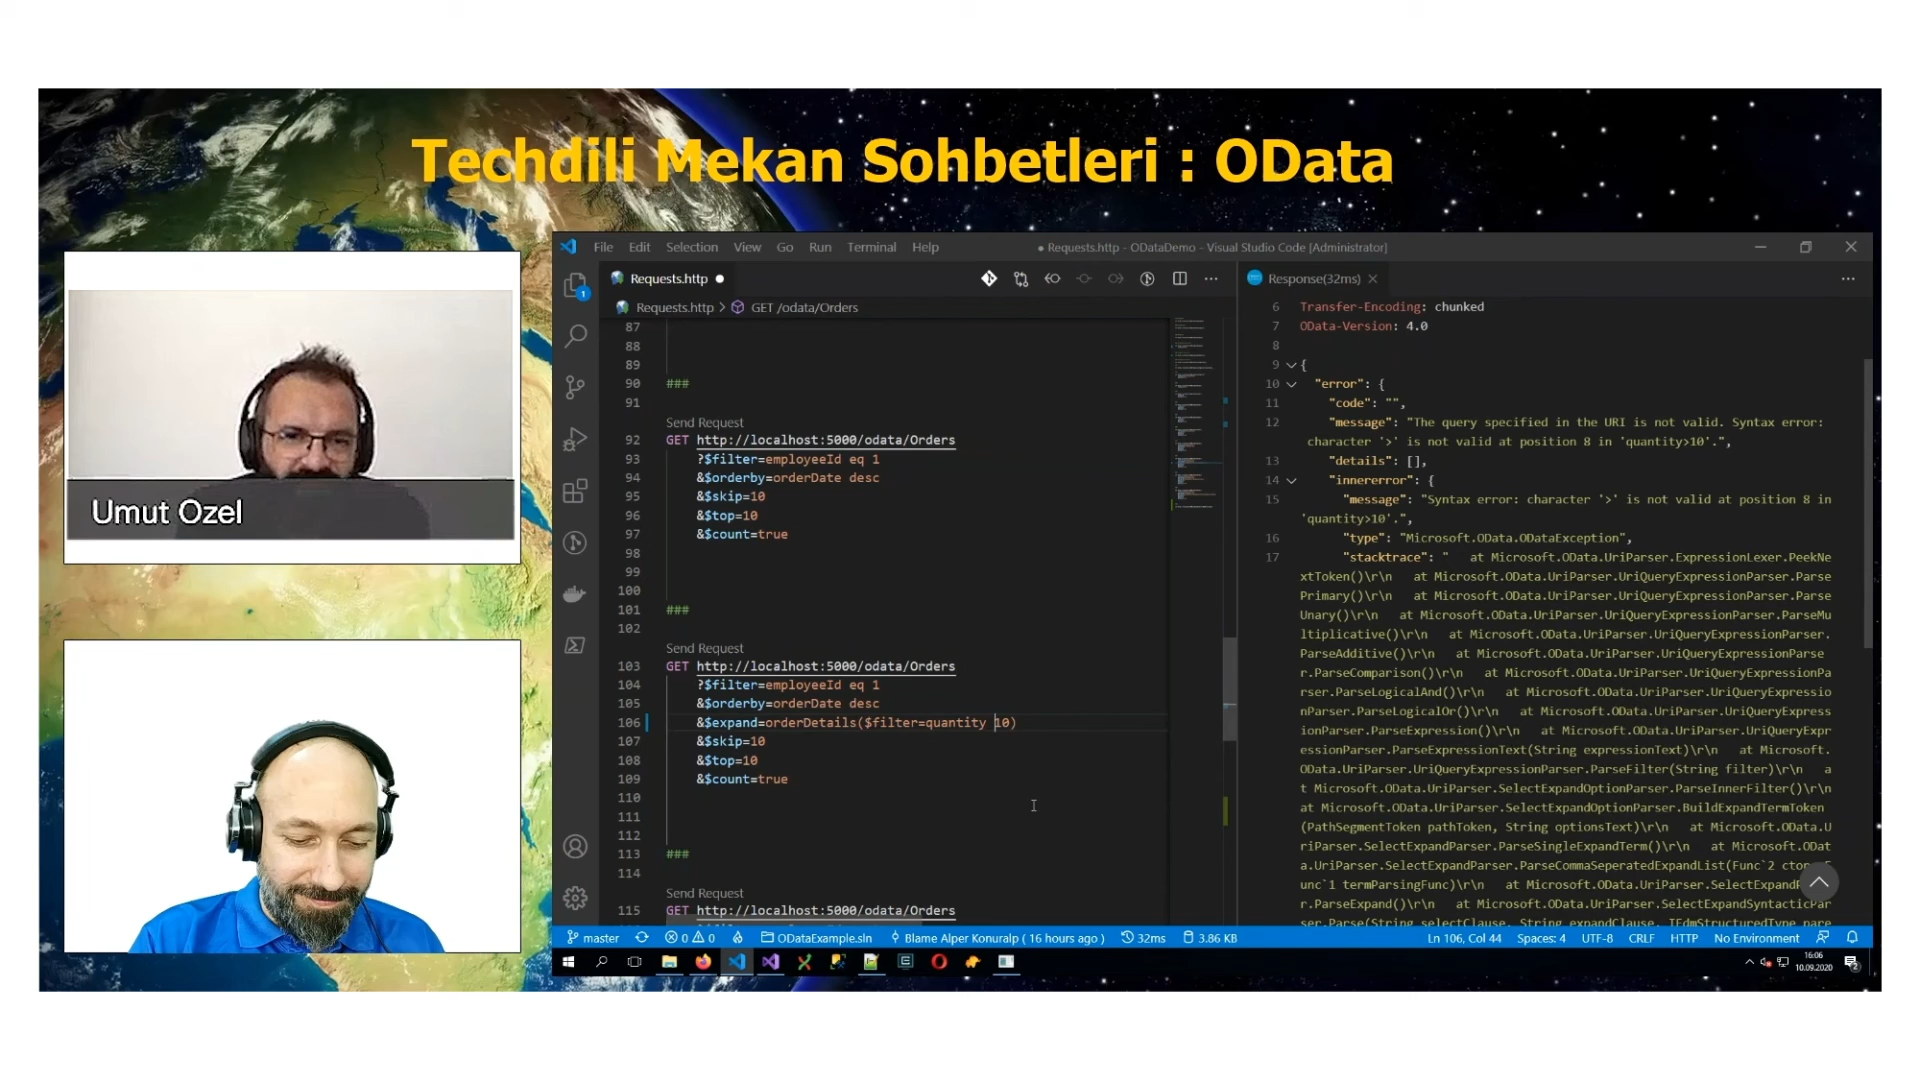 Techdili Mekan Sohbetleri : OData
Umut Ozel
File Edit Selection View Go Run Terminal Help
● Requests.http - ODataDemo - Visual Studio Code [Administrator]
Requests.http ●
Requests.http > GET /odata/Orders
1
87
88
89
90 ###
91
Send Request
92 GET http://localhost:5000/odata/Orders
93 ?$filter=employeeId eq 1
94 &$orderby=orderDate desc
95 &$skip=10
96 &$top=10
97 &$count=true
98
99
100
101 ###
102
Send Request
103 GET http://localhost:5000/odata/Orders
104 ?$filter=employeeId eq 1
105 &$orderby=orderDate desc
106 &$expand=orderDetails($filter=quantity 10)
107 &$skip=10
108 &$top=10
109 &$count=true
110
111
112
113 ###
114
Send Request
115 GET http://localhost:5000/odata/Orders
Response(32ms)
6 Transfer-Encoding: chunked
7 OData-Version: 4.0
8
9 {
10 "error": {
11 "code": "",
12 "message": "The query specified in the URI is not valid. Syntax error:
character '>' is not valid at position 8 in 'quantity>10'.",
13 "details": [],
14 "innererror": {
15 "message": "Syntax error: character '>' is not valid at position 8 in
'quantity>10'.",
16 "type": "Microsoft.OData.ODataException",
17 "stacktrace": " at Microsoft.OData.UriParser.ExpressionLexer.PeekNe
xtToken()\r\n at Microsoft.OData.UriParser.UriQueryExpressionParser.Parse
Primary()\r\n at Microsoft.OData.UriParser.UriQueryExpressionParser.Parse
Unary()\r\n at Microsoft.OData.UriParser.UriQueryExpressionParser.ParseMu
ltiplicative()\r\n at Microsoft.OData.UriParser.UriQueryExpressionParser.
ParseAdditive()\r\n at Microsoft.OData.UriParser.UriQueryExpressionParse
r.ParseComparison()\r\n at Microsoft.OData.UriParser.UriQueryExpressionPa
rser.ParseLogicalAnd()\r\n at Microsoft.OData.UriParser.UriQueryExpressio
nParser.ParseLogicalOr()\r\n at Microsoft.OData.UriParser.UriQueryExpress
ionParser.ParseExpression()\r\n at Microsoft.OData.UriParser.UriQueryExpr
essionParser.ParseExpressionText(String expressionText)\r\n at Microsoft.
OData.UriParser.UriQueryExpressionParser.ParseFilter(String filter)\r\n a
t Microsoft.OData.UriParser.SelectExpandOptionParser.ParseInnerFilter()\r\n
at Microsoft.OData.UriParser.SelectExpandOptionParser.BuildExpandTermToken
(PathSegmentToken pathToken, String optionsText)\r\n at Microsoft.OData.U
riParser.SelectExpandParser.ParseSingleExpandTerm()\r\n at Microsoft.ODat
a.UriParser.SelectExpandParser.ParseCommaSeperatedExpandList(Func`2 ctor
unc`1 termParsingFunc)\r\n at Microsoft.OData.UriParser.SelectExpand
r.ParseExpand()\r\n at Microsoft.OData.UriParser.SelectExpandSyntacticPar
ser.Parse(String selectClause, String expandClause, IEdmStructuredType pare
master 0 0 ODataExample.sln Blame Alper Konuralp ( 16 hours ago ) 32ms 3.86 KB Ln 106, Col 44 Spaces: 4 UTF-8 CRLF HTTP No Environment
16:06
10.09.2020
2